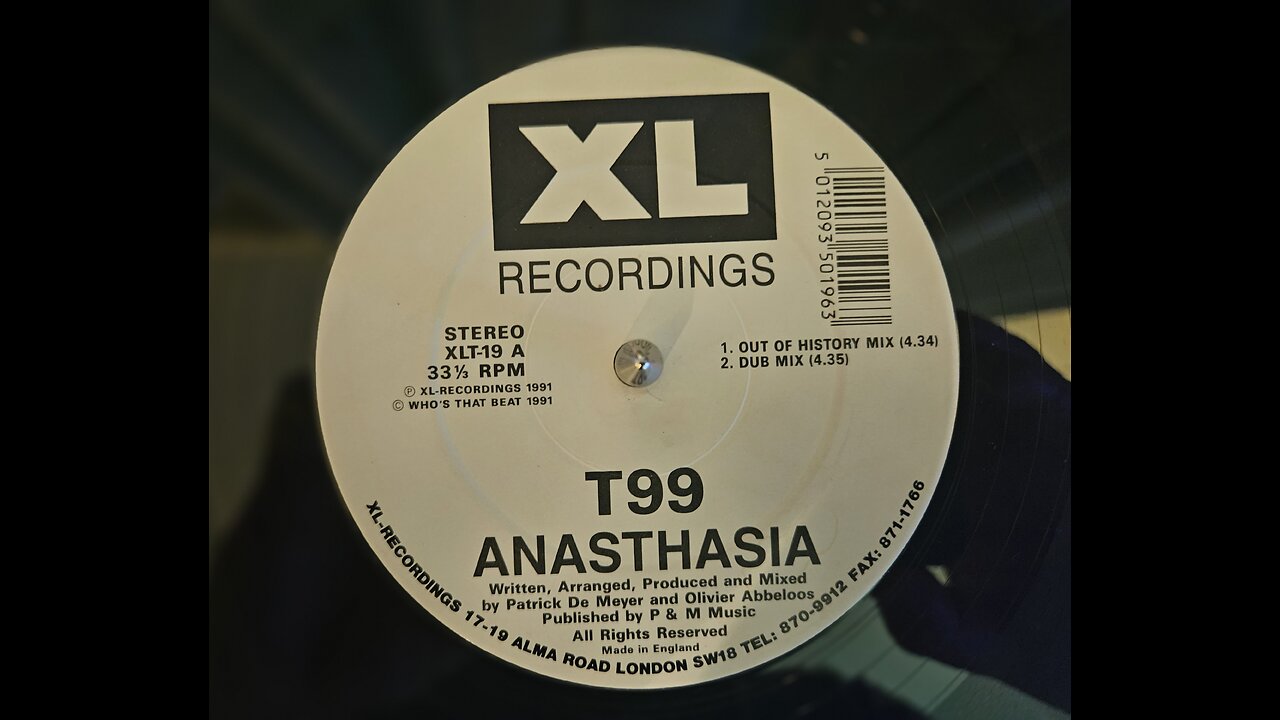 XL
RECORDINGS
5 012093 501963
STEREO
XLT-19 A
33⅓ RPM
Ⓟ XL-RECORDINGS 1991
© WHO'S THAT BEAT 1991
1. OUT OF HISTORY MIX (4.34)
2. DUB MIX (4.35)
T99
ANASTHASIA
Written, Arranged, Produced and Mixed
by Patrick De Meyer and Olivier Abbeloos
Published by P & M Music
All Rights Reserved
Made in England
XL-RECORDINGS 17-19 ALMA ROAD LONDON SW18 TEL: 870-9912 FAX: 871-1766